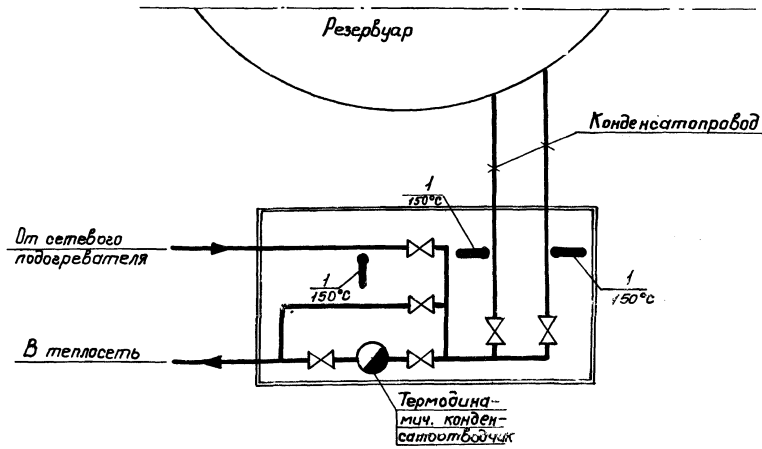 Резервуар
Конденсатопровод
1
150°С
От сетевого
подогревателя
1
150°С
1
150°С
В теплосеть
Термодина-
мич. конден-
сатоотводчик